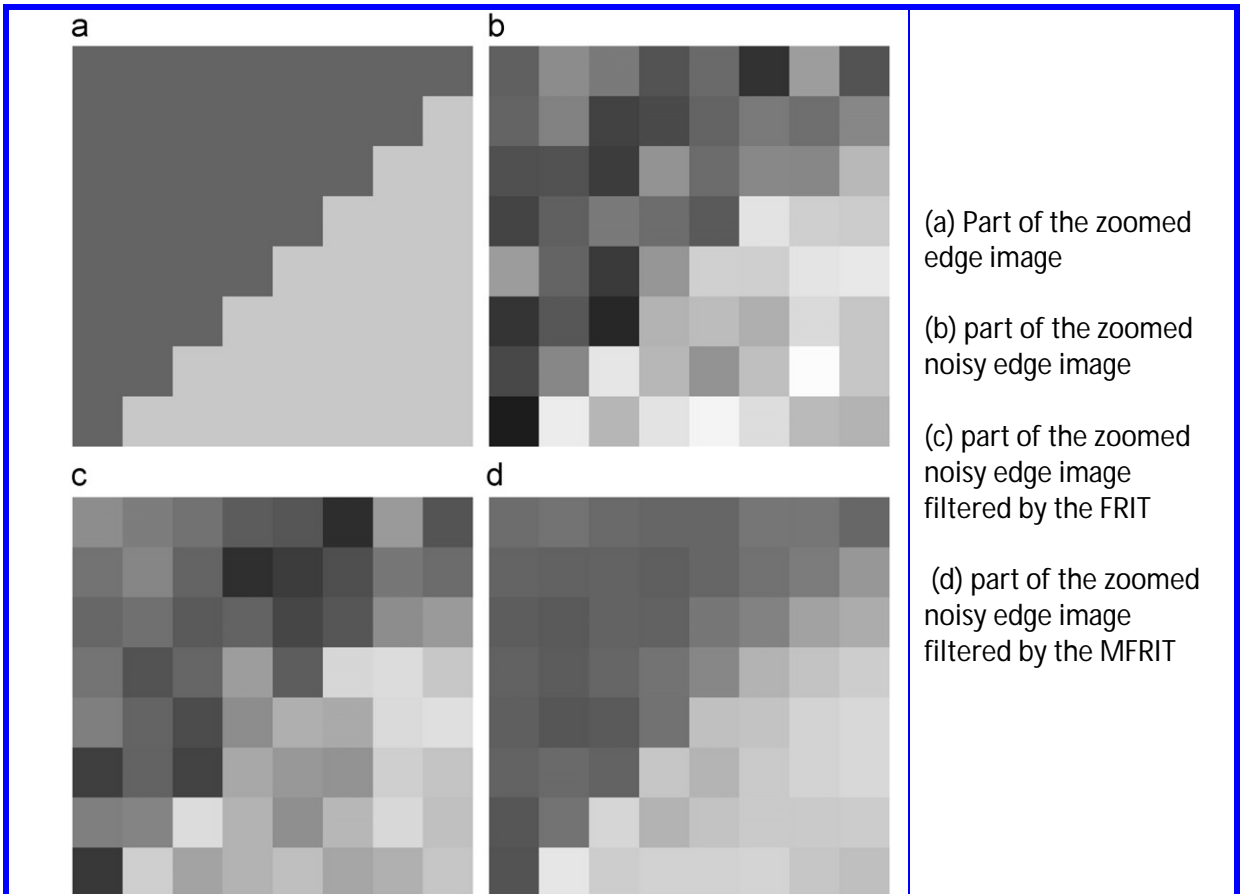 a
b
c
d
(a) Part of the zoomed
edge image
(b) part of the zoomed
noisy edge image
(c) part of the zoomed
noisy edge image
filtered by the FRIT
(d) part of the zoomed
noisy edge image
filtered by the MFRIT